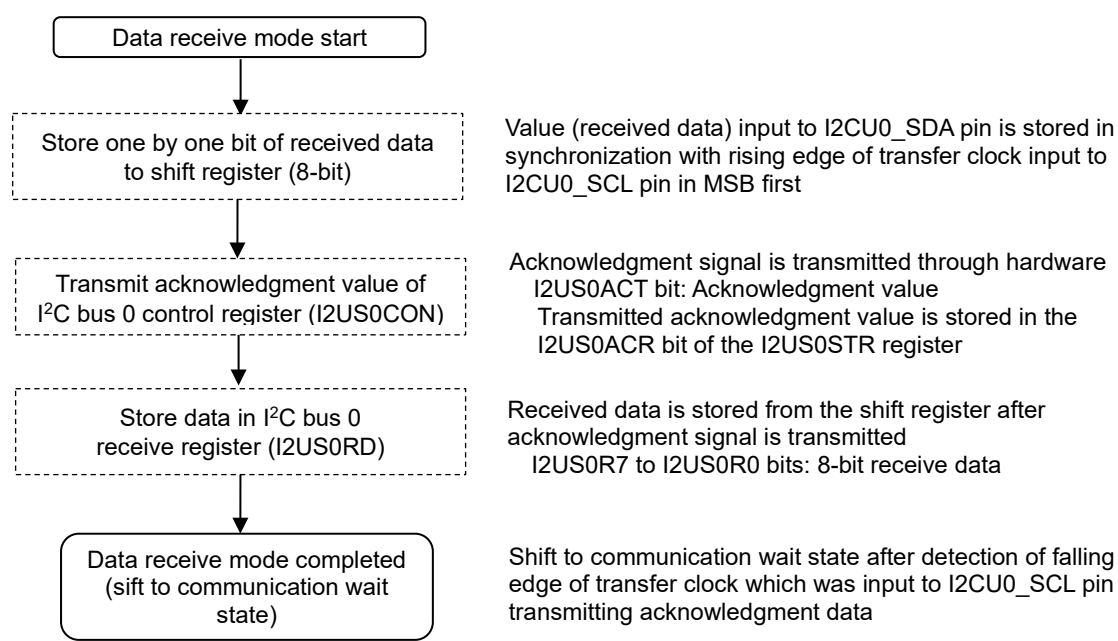 Data receive mode start
Store one by one bit of received data
to shift register (8-bit)
Value (received data) input to I2CU0_SDA pin is stored in
synchronization with rising edge of transfer clock input to
I2CU0_SCL pin in MSB first
Transmit acknowledgment value of
I²C bus 0 control register (I2US0CON)
Acknowledgment signal is transmitted through hardware
I2US0ACT bit: Acknowledgment value
Transmitted acknowledgment value is stored in the
I2US0ACR bit of the I2US0STR register
Store data in I²C bus 0
receive register (I2US0RD)
Received data is stored from the shift register after
acknowledgment signal is transmitted
I2US0R7 to I2US0R0 bits: 8-bit receive data
Data receive mode completed
(sift to communication wait
state)
Shift to communication wait state after detection of falling
edge of transfer clock which was input to I2CU0_SCL pin
transmitting acknowledgment data